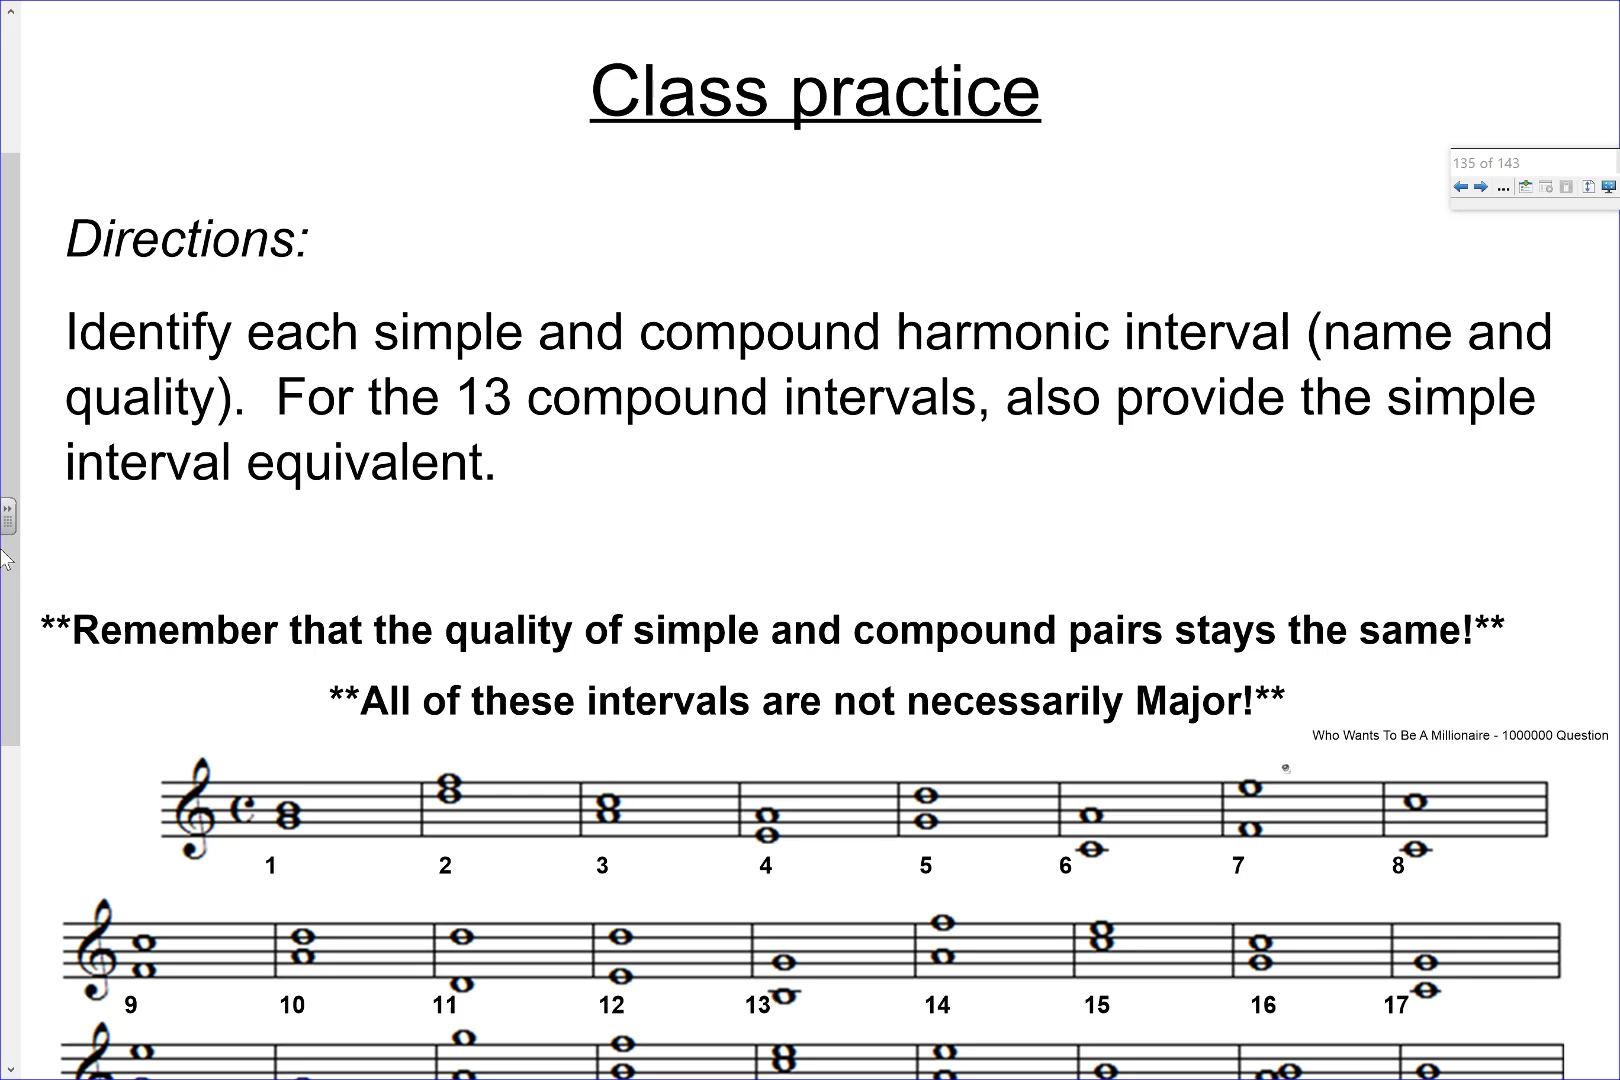 Class practice
135 of 143
...
Directions:
Identify each simple and compound harmonic interval (name and
quality).  For the 13 compound intervals, also provide the simple
interval equivalent.
**Remember that the quality of simple and compound pairs stays the same!**
**All of these intervals are not necessarily Major!**
Who Wants To Be A Millionaire - 1000000 Question
1 2 3 4 5 6 7 8
9 10 11 12 13 14 15 16 17